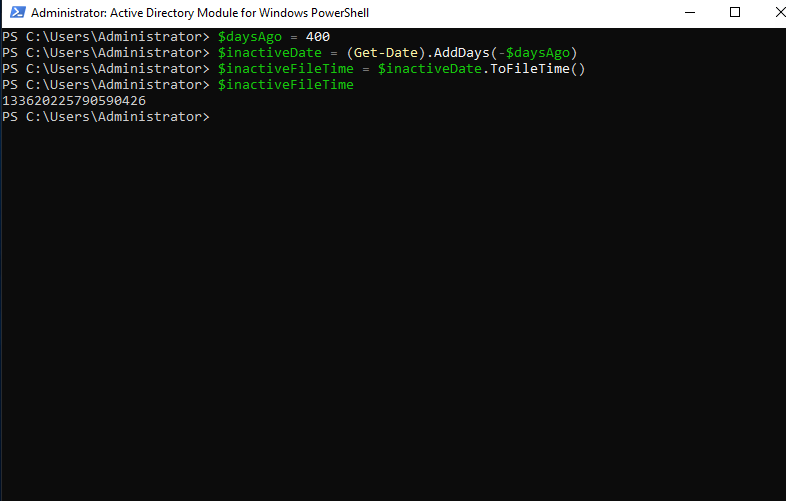 Administrator: Active Directory Module for Windows PowerShell
PS C:\Users\Administrator> $daysAgo = 400
PS C:\Users\Administrator> $inactiveDate = (Get-Date).AddDays(-$daysAgo)
PS C:\Users\Administrator> $inactiveFileTime = $inactiveDate.ToFileTime()
PS C:\Users\Administrator> $inactiveFileTime
133620225790590426
PS C:\Users\Administrator>